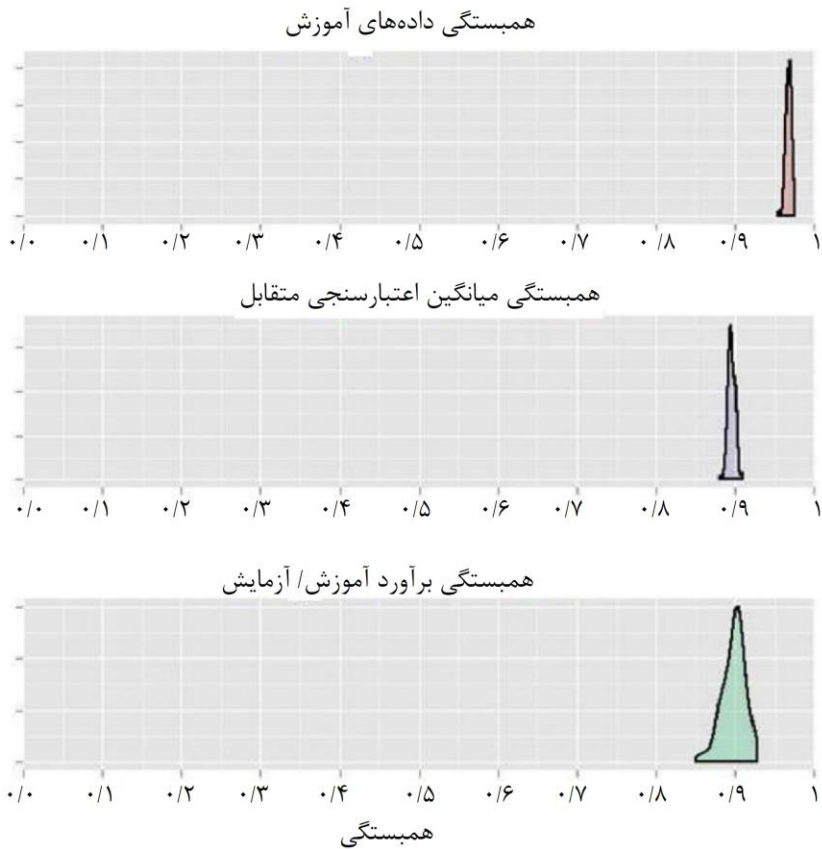 همبستگی داده‌های آموزش
۰/۰ ۰/۱ ۰/۲ ۰/۳ ۰/۴ ۰/۵ ۰/۶ ۰/۷ ۰/۸ ۰/۹ ۱
همبستگی میانگین اعتبارسنجی متقابل
۰/۰ ۰/۱ ۰/۲ ۰/۳ ۰/۴ ۰/۵ ۰/۶ ۰/۷ ۰/۸ ۰/۹ ۱
همبستگی برآورد آموزش/ آزمایش
۰/۰ ۰/۱ ۰/۲ ۰/۳ ۰/۴ ۰/۵ ۰/۶ ۰/۷ ۰/۸ ۰/۹ ۱
همبستگی